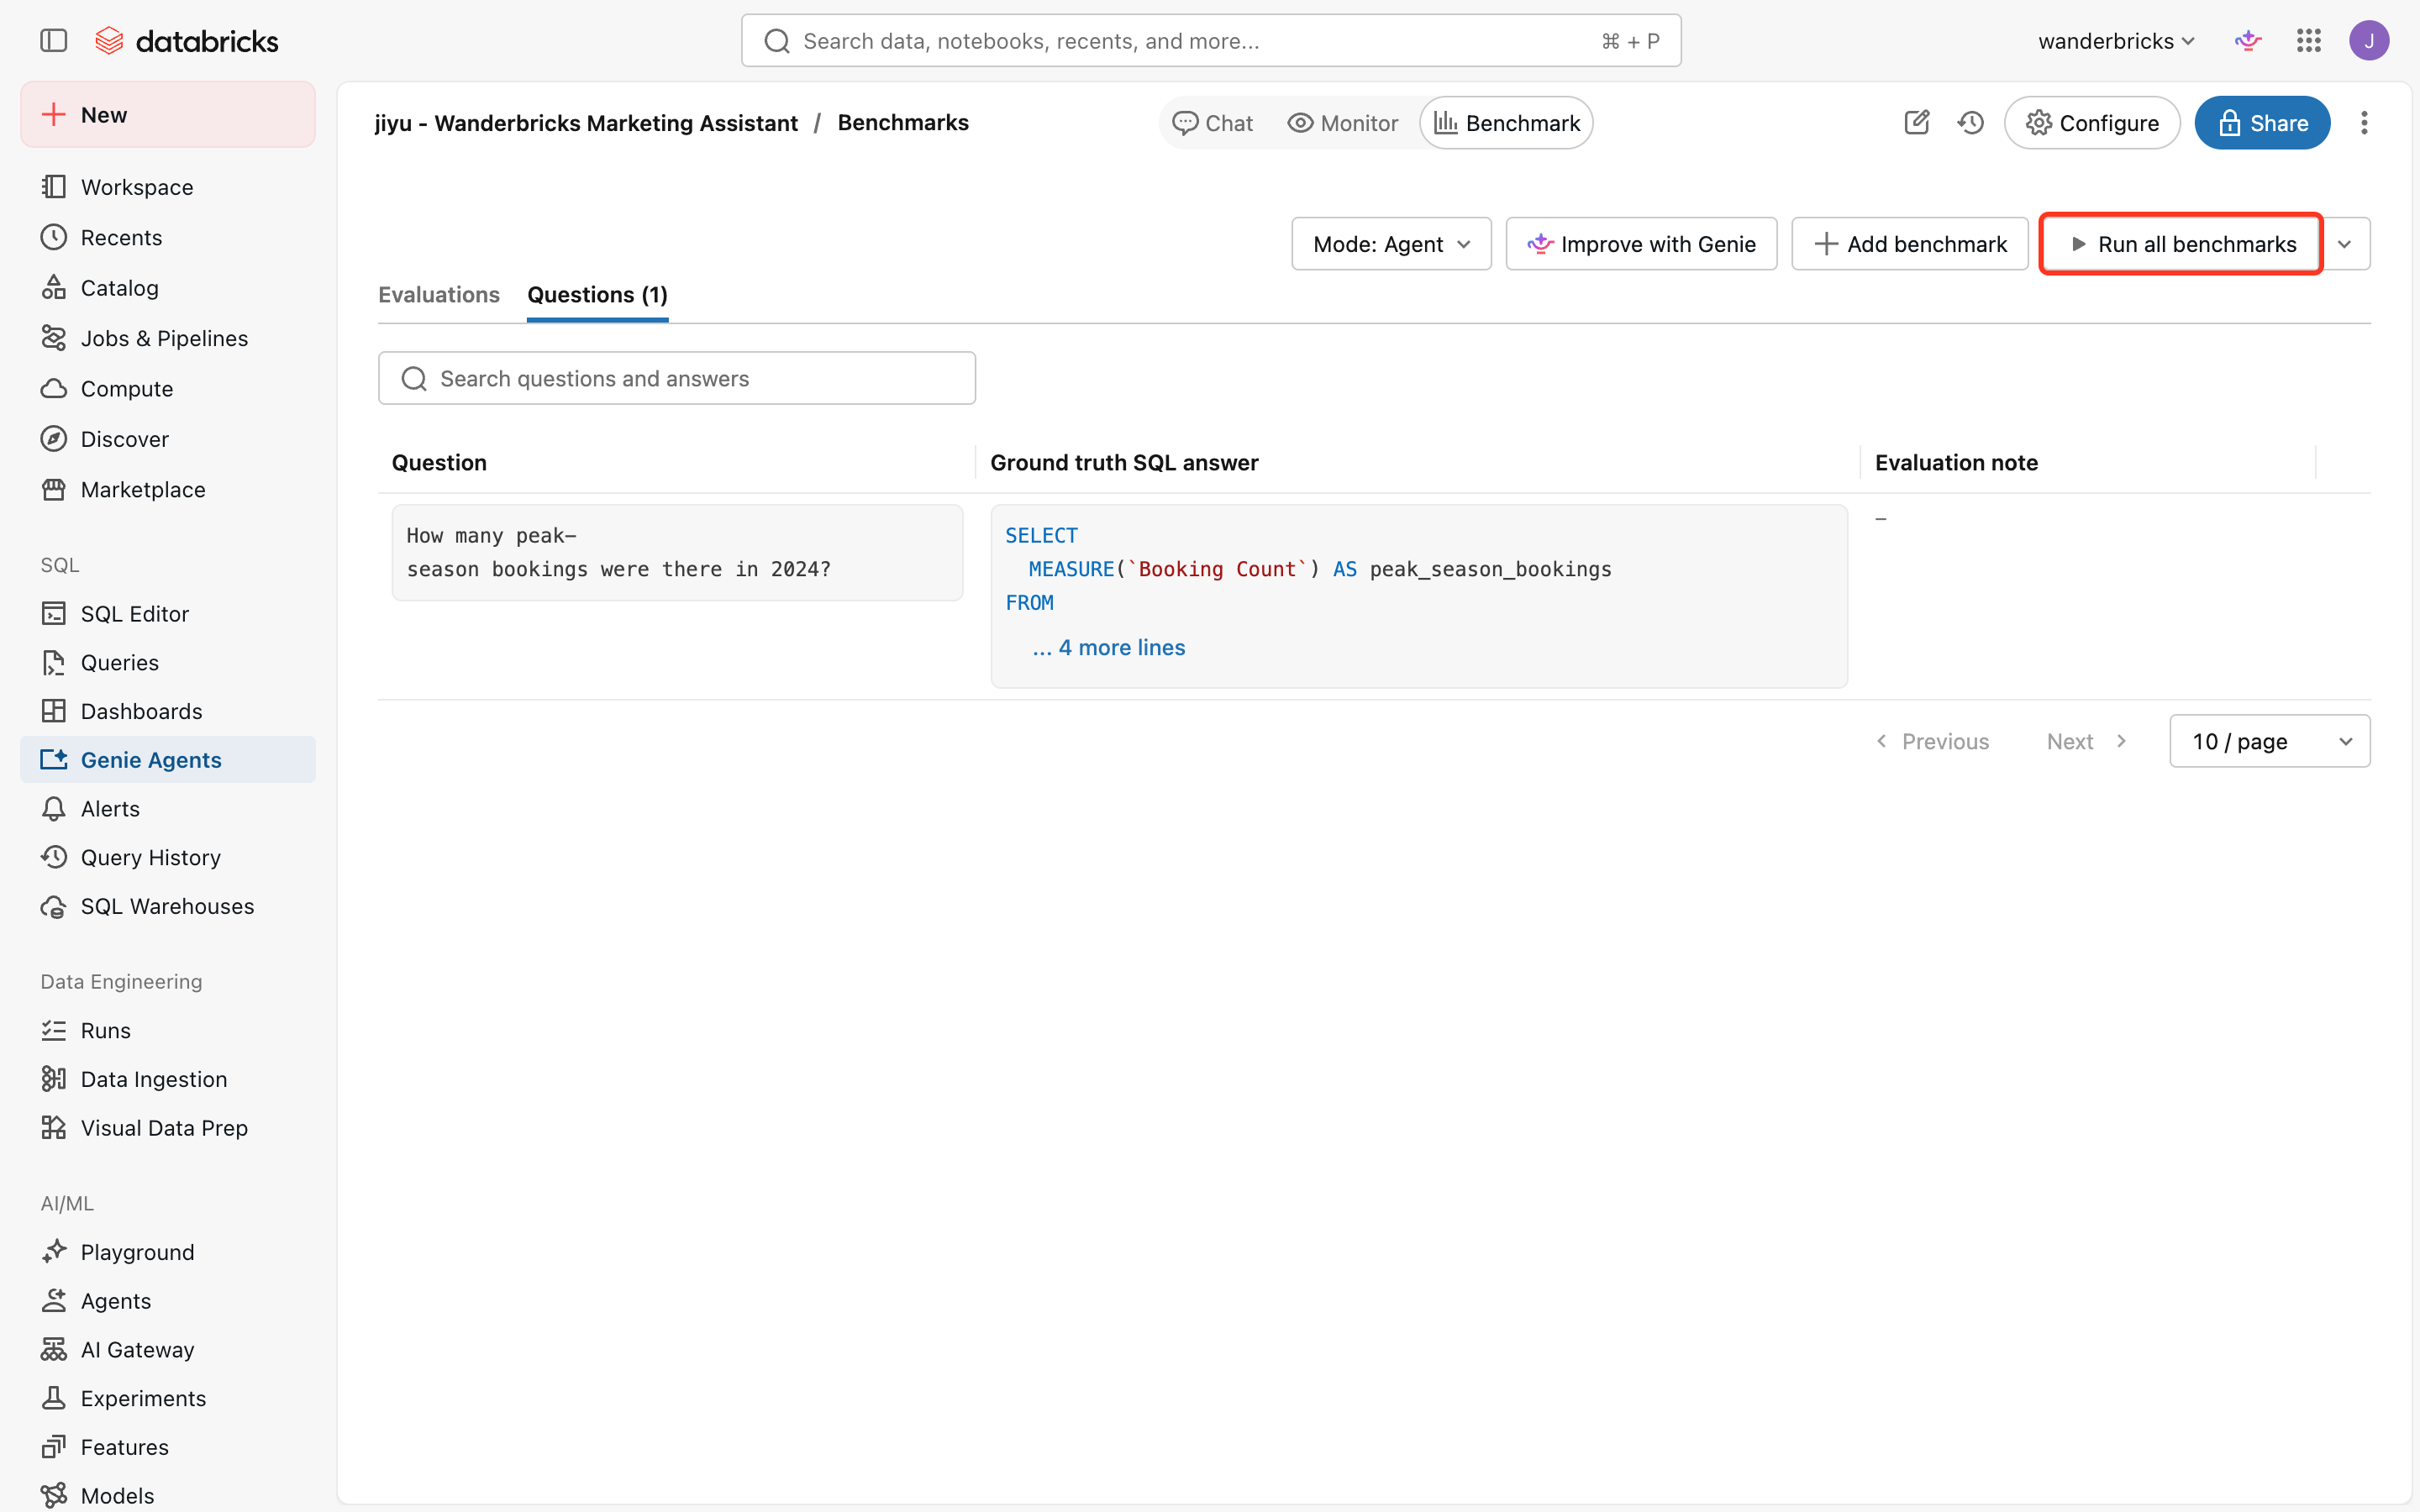 databricks
Search data, notebooks, recents, and more...
⌘ + P
wanderbricks
J
New
Workspace
Recents
Catalog
Jobs & Pipelines
Compute
Discover
Marketplace
SQL
SQL Editor
Queries
Dashboards
Genie Agents
Alerts
Query History
SQL Warehouses
Data Engineering
Runs
Data Ingestion
Visual Data Prep
AI/ML
Playground
Agents
AI Gateway
Experiments
Features
Models
jiyu - Wanderbricks Marketing Assistant / Benchmarks
Chat
Monitor
Benchmark
Configure
Share
Mode: Agent
Improve with Genie
Add benchmark
Run all benchmarks
Evaluations
Questions (1)
Search questions and answers
Question
Ground truth SQL answer
Evaluation note
How many peak-
season bookings were there in 2024?
SELECT
MEASURE(`Booking Count`) AS peak_season_bookings
FROM
... 4 more lines
–
Previous
Next
10 / page